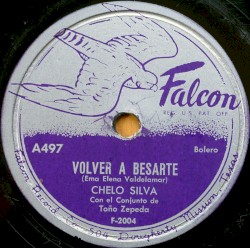 Falcon
REG U.S. PAT OFF
A497
Bolero
VOLVER A BESARTE
(Ema Elena Valdelamar)
CHELO SILVA
Con el Conjunto de
Toño Zepeda
F-2004
Falcon Record Co 504 Dougherty Mission Texas